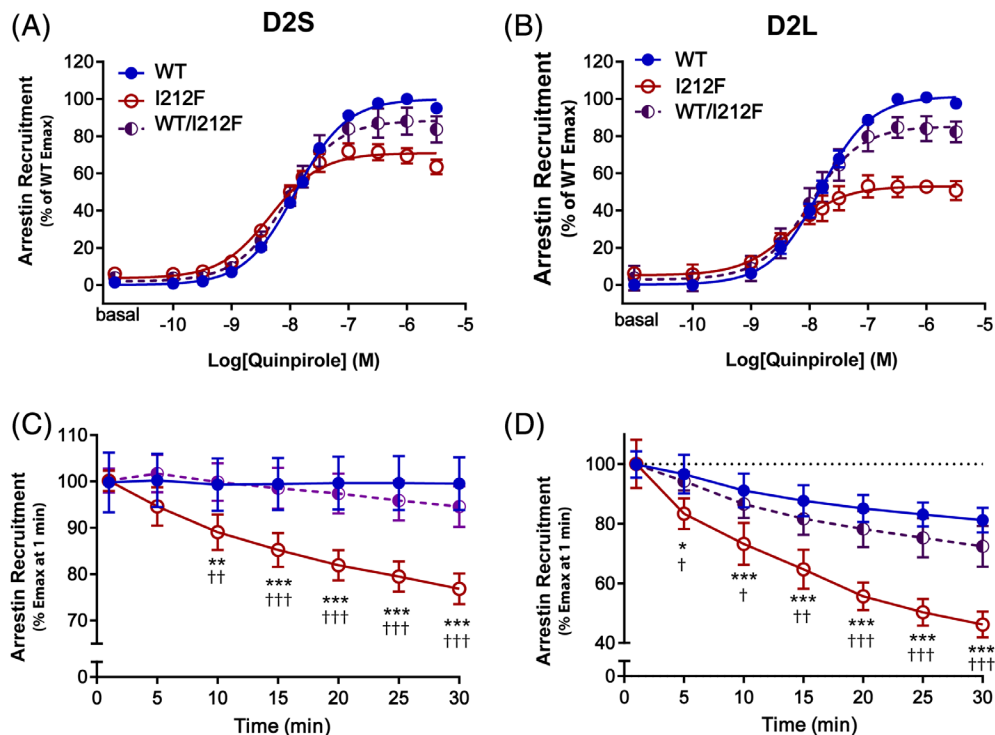 (A)
D2S
WT
I212F
WT/I212F
Arrestin Recruitment
(% of WT Emax)
120
100
80
60
40
20
0
basal
-10
-9
-8
-7
-6
-5
Log[Quinpirole] (M)
(B)
D2L
WT
I212F
WT/I212F
Arrestin Recruitment
(% of WT Emax)
120
100
80
60
40
20
0
basal
-10
-9
-8
-7
-6
-5
Log[Quinpirole] (M)
(C)
Arrestin Recruitment
(% Emax at 1 min)
110
100
90
80
70
0
** *** *** *** ***
†† ††† ††† ††† †††
0 5 10 15 20 25 30
Time (min)
(D)
Arrestin Recruitment
(% Emax at 1 min)
100
80
60
40
0
* *** *** *** *** ***
† † †† ††† ††† †††
0 5 10 15 20 25 30
Time (min)